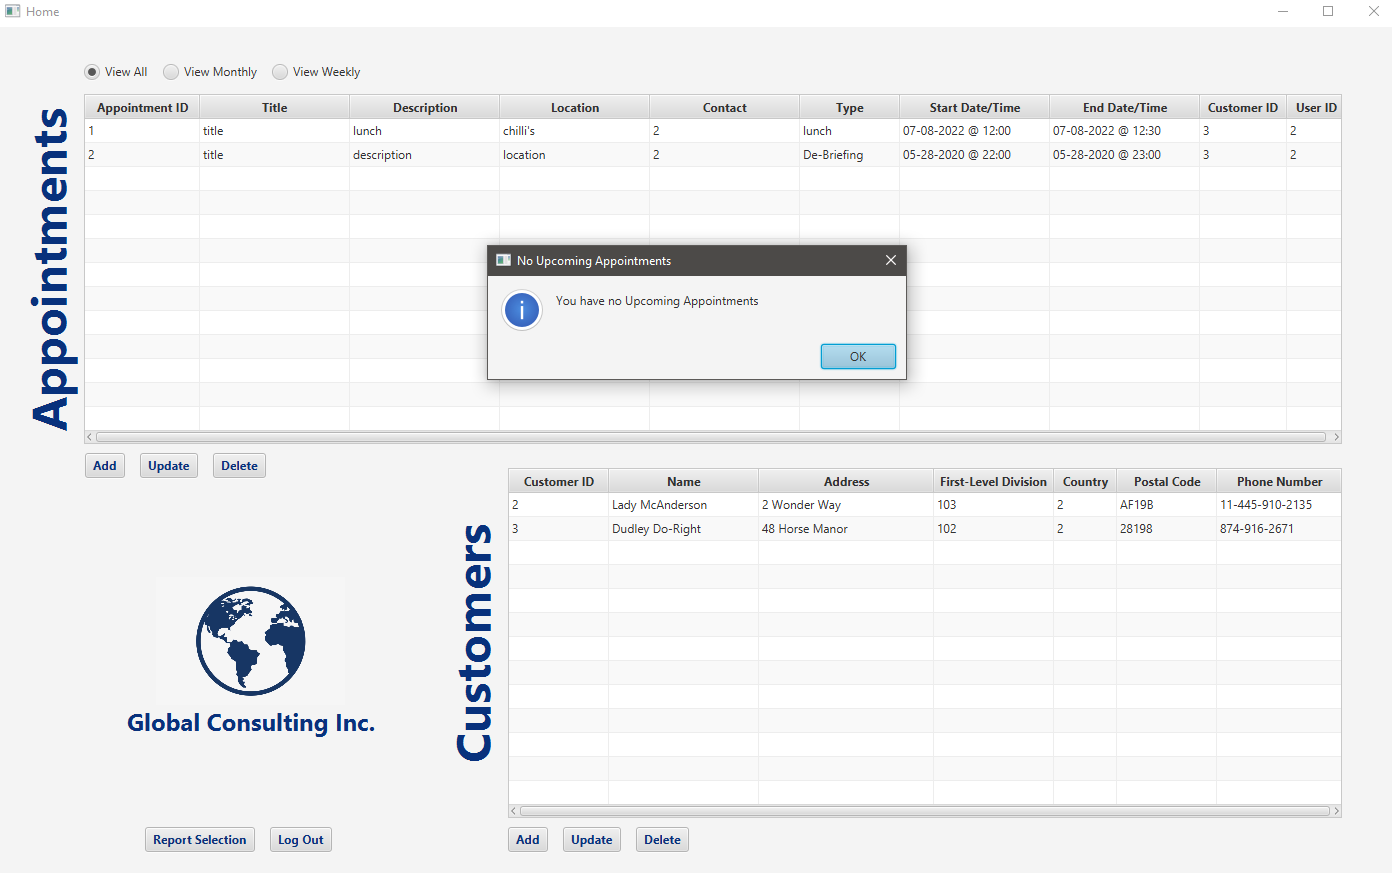 Home
View All View Monthly View Weekly
Appointments
Appointment ID Title Description Location Contact Type Start Date/Time End Date/Time Customer ID User ID
1 title lunch chilli's 2 lunch 07-08-2022 @ 12:00 07-08-2022 @ 12:30 3 2
2 title description location 2 De-Briefing 05-28-2020 @ 22:00 05-28-2020 @ 23:00 3 2
No Upcoming Appointments
You have no Upcoming Appointments
OK
Add Update Delete
Customers
Customer ID Name Address First-Level Division Country Postal Code Phone Number
2 Lady McAnderson 2 Wonder Way 103 2 AF19B 11-445-910-2135
3 Dudley Do-Right 48 Horse Manor 102 2 28198 874-916-2671
Global Consulting Inc.
Report Selection Log Out
Add Update Delete